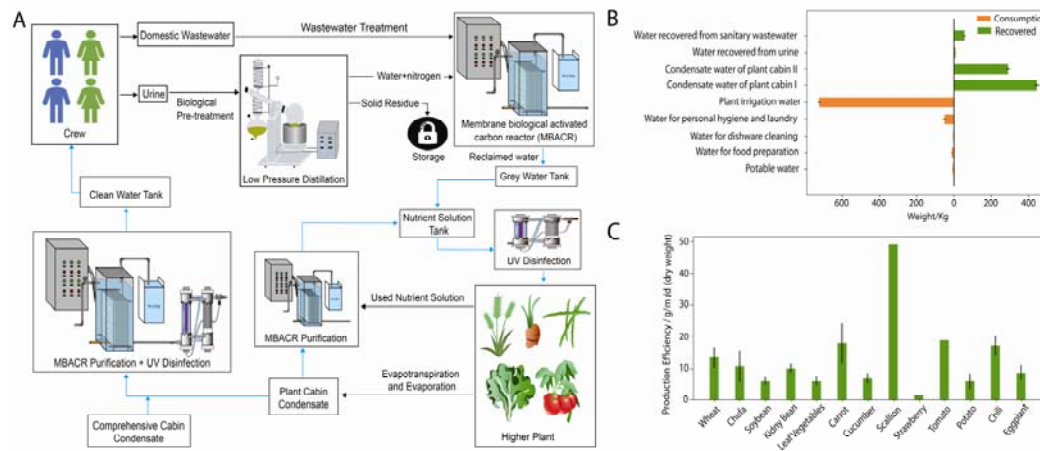 A
Crew
Domestic Wastewater
Wastewater Treatment
Urine
Biological
Pre-treatment
Low Pressure Distillation
Water+nitrogen
Solid Residue
Storage
Membrane biological activated
carbon reactor (MBACR)
Reclaimed water
Grey Water Tank
Clean Water Tank
Nutrient Solution
Tank
UV Disinfection
MBACR Purification + UV Disinfection
MBACR Purification
Used Nutrient Solution
Evapotranspiration
and Evaporation
Plant Cabin
Condensate
Comprehensive Cabin
Condensate
Higher Plant
B
Consumptio
Recovered
Water recovered from sanitary wastewater
Water recovered from urine
Condensate water of plant cabin II
Condensate water of plant cabin I
Plant irrigation water
Water for personal hygiene and laundry
Water for dishware cleaning
Water for food preparation
Potable water
600 400 200 0 200 400
Weight/Kg
C
Production Efficiency / g/m /d (dry weight)
50
40
30
20
10
0
Wheat
Chufa
Soybean
Kidny Bean
Leaf Vegetables
Carrot
Cucumber
Scallion
Strawberry
Tomato
Potato
Chili
Eggplant